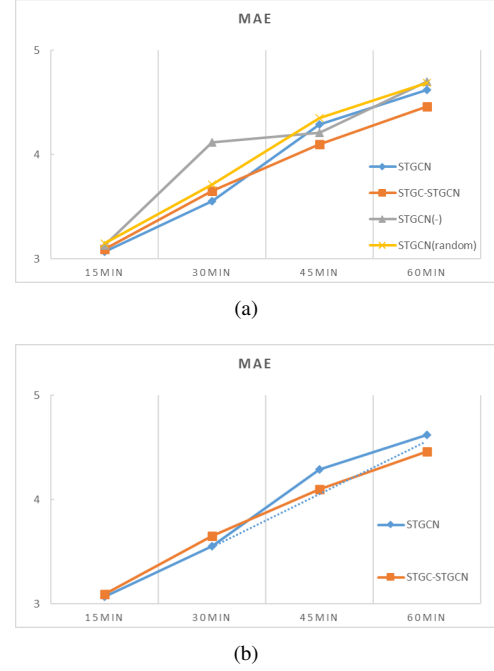 MAE
5
4
3
15MIN 30MIN 45MIN 60MIN
STGCN
STGC-STGCN
STGCN(-)
STGCN(random)
(a)
MAE
5
4
3
15MIN 30MIN 45MIN 60MIN
STGCN
STGC-STGCN
(b)